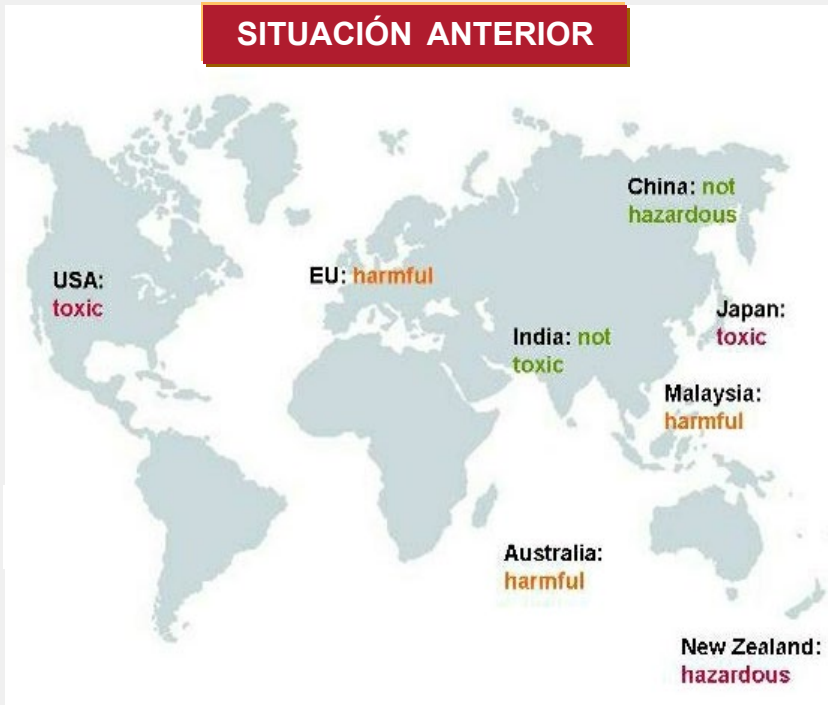 SITUACIÓN ANTERIOR
China: not
hazardous
USA:
toxic
EU: harmful
India: not
toxic
Japan:
toxic
Malaysia:
harmful
Australia:
harmful
New Zealand:
hazardous